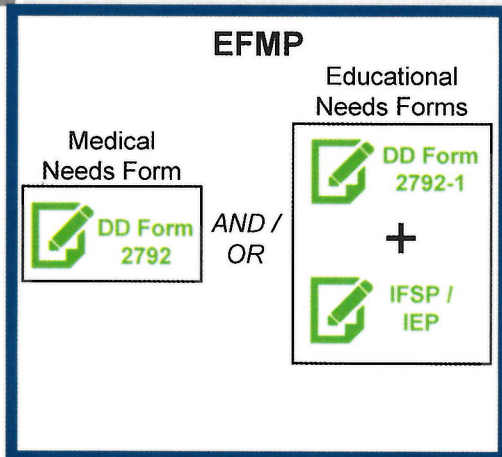 EFMP
Medical
Needs Form
DD Form
2792
AND /
OR
Educational
Needs Forms
DD Form
2792-1
+
IFSP /
IEP